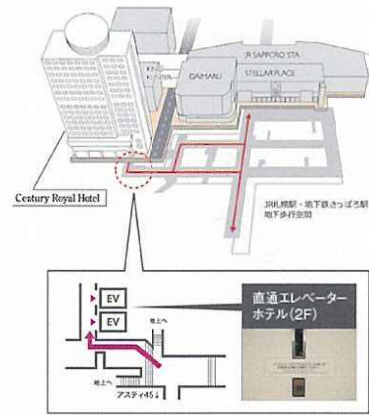 JR SAPPORO STA.
STELLAR PLACE
DAIMARU
Century Royal Hotel
JR札幌駅・地下鉄さっぽろ駅
地下歩行空間
EV
EV
地上へ
地上へ
アスティ45↓
直通エレベーター
ホテル(2F)